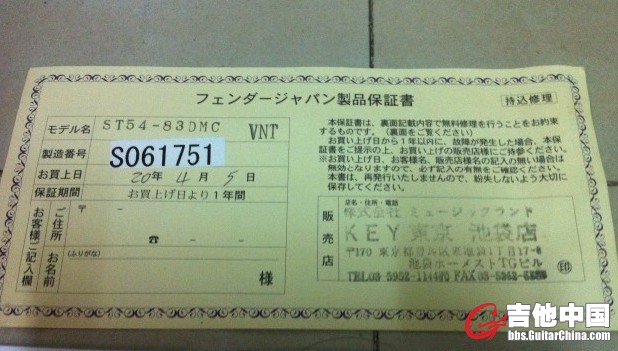 フェンダージャパン製品保証書
持込修理
モデル名 ST54-83DMC VNT
製造番号 S061751
お買上日 20年 4月 5日
保証期間 お買上げ日より1年間
お客様ご記入欄
ご住所 〒 -
☎ - -
(ふりがな)
お名前 様
本保証書は、裏面記載内容で無料修理を行うことをお約束
するものです。(裏面をご覧ください)
お買い上げ日から1年以内に、故障が発生した場合、本保
証書をご提示の上、お買い上げの販売店様にご持参ください。
※お買い上げ日、お客様名、販売店様名の記入の無い場合は
無効となりますので、必ず記入の有無をご確認ください。
本書は、再発行いたしませんので、紛失しないよう大切に
保存してください。
販売店
店名・住所・電話
株式会社 ミュージックランド
KEY東京 池袋店
〒170 東京都豊島区東池袋1丁目17-8
池袋ホーメストTGビル
印
吉他中国
bbs.GuitarChina.com